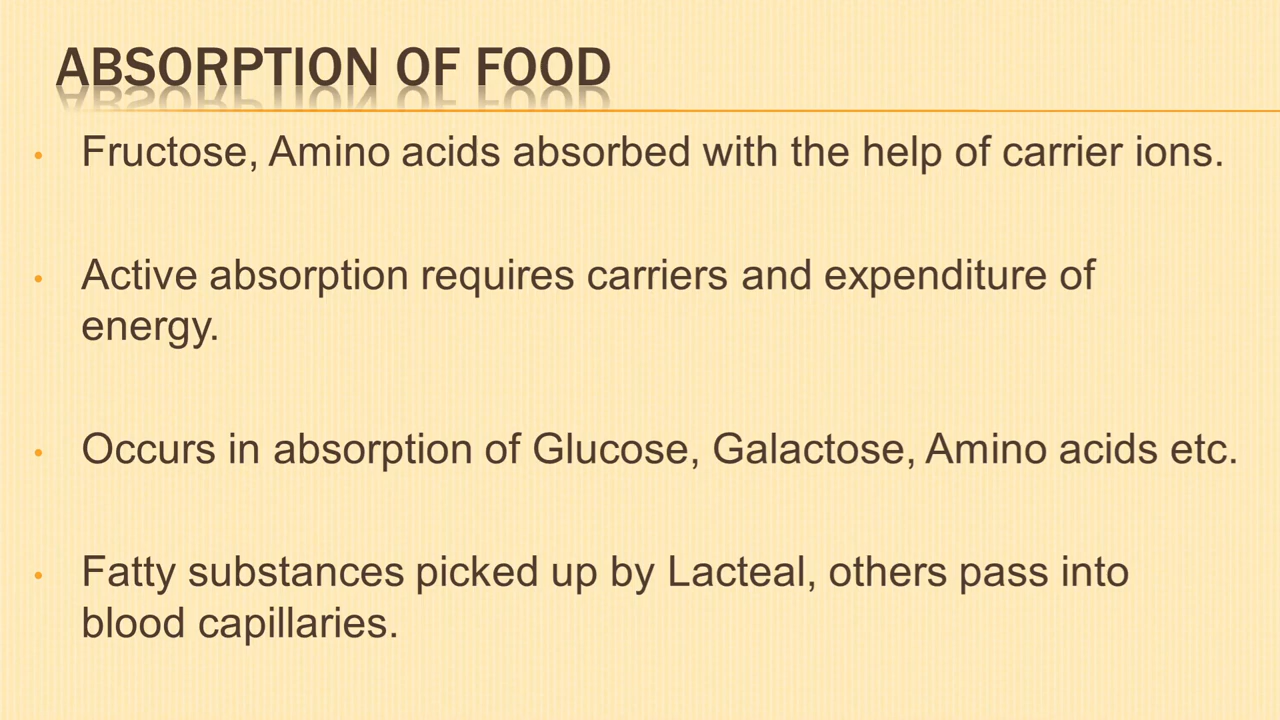 ABSORPTION OF FOOD
• Fructose, Amino acids absorbed with the help of carrier ions.
• Active absorption requires carriers and expenditure of
energy.
• Occurs in absorption of Glucose, Galactose, Amino acids etc.
• Fatty substances picked up by Lacteal, others pass into
blood capillaries.